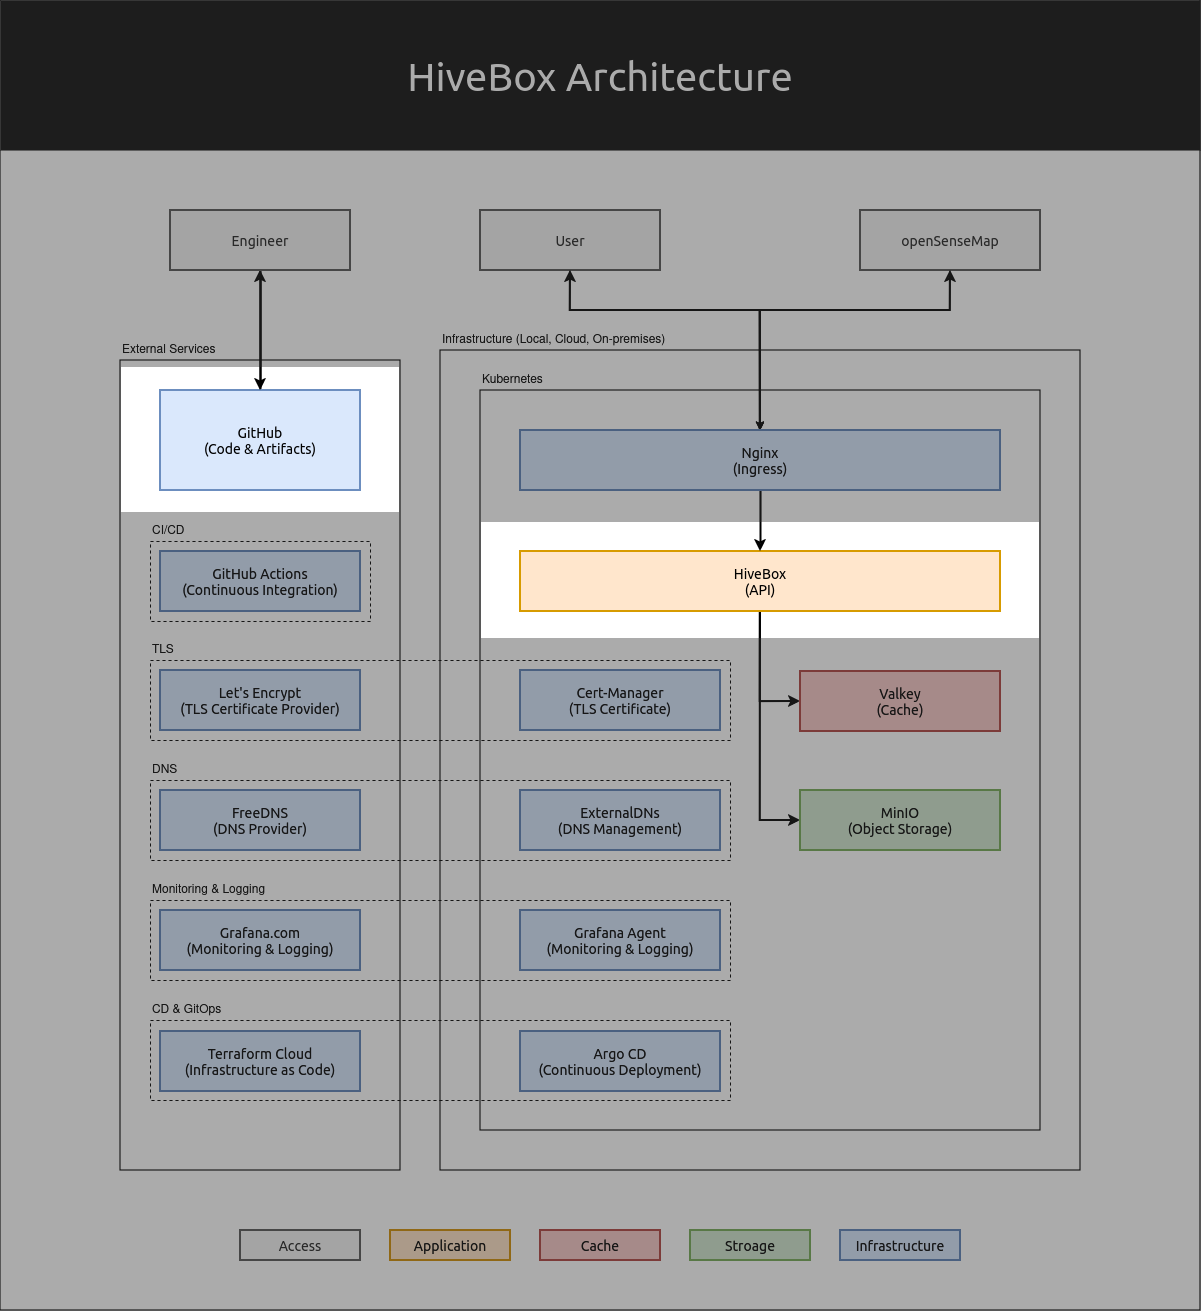 HiveBox Architecture
Engineer
User
openSenseMap
External Services
Infrastructure (Local, Cloud, On-premises)
Kubernetes
GitHub
(Code & Artifacts)
Nginx
(Ingress)
CI/CD
GitHub Actions
(Continuous Integration)
HiveBox
(API)
TLS
Let's Encrypt
(TLS Certificate Provider)
Cert-Manager
(TLS Certificate)
Valkey
(Cache)
DNS
FreeDNS
(DNS Provider)
ExternalDNs
(DNS Management)
MinIO
(Object Storage)
Monitoring & Logging
Grafana.com
(Monitoring & Logging)
Grafana Agent
(Monitoring & Logging)
CD & GitOps
Terraform Cloud
(Infrastructure as Code)
Argo CD
(Continuous Deployment)
Access
Application
Cache
Stroage
Infrastructure